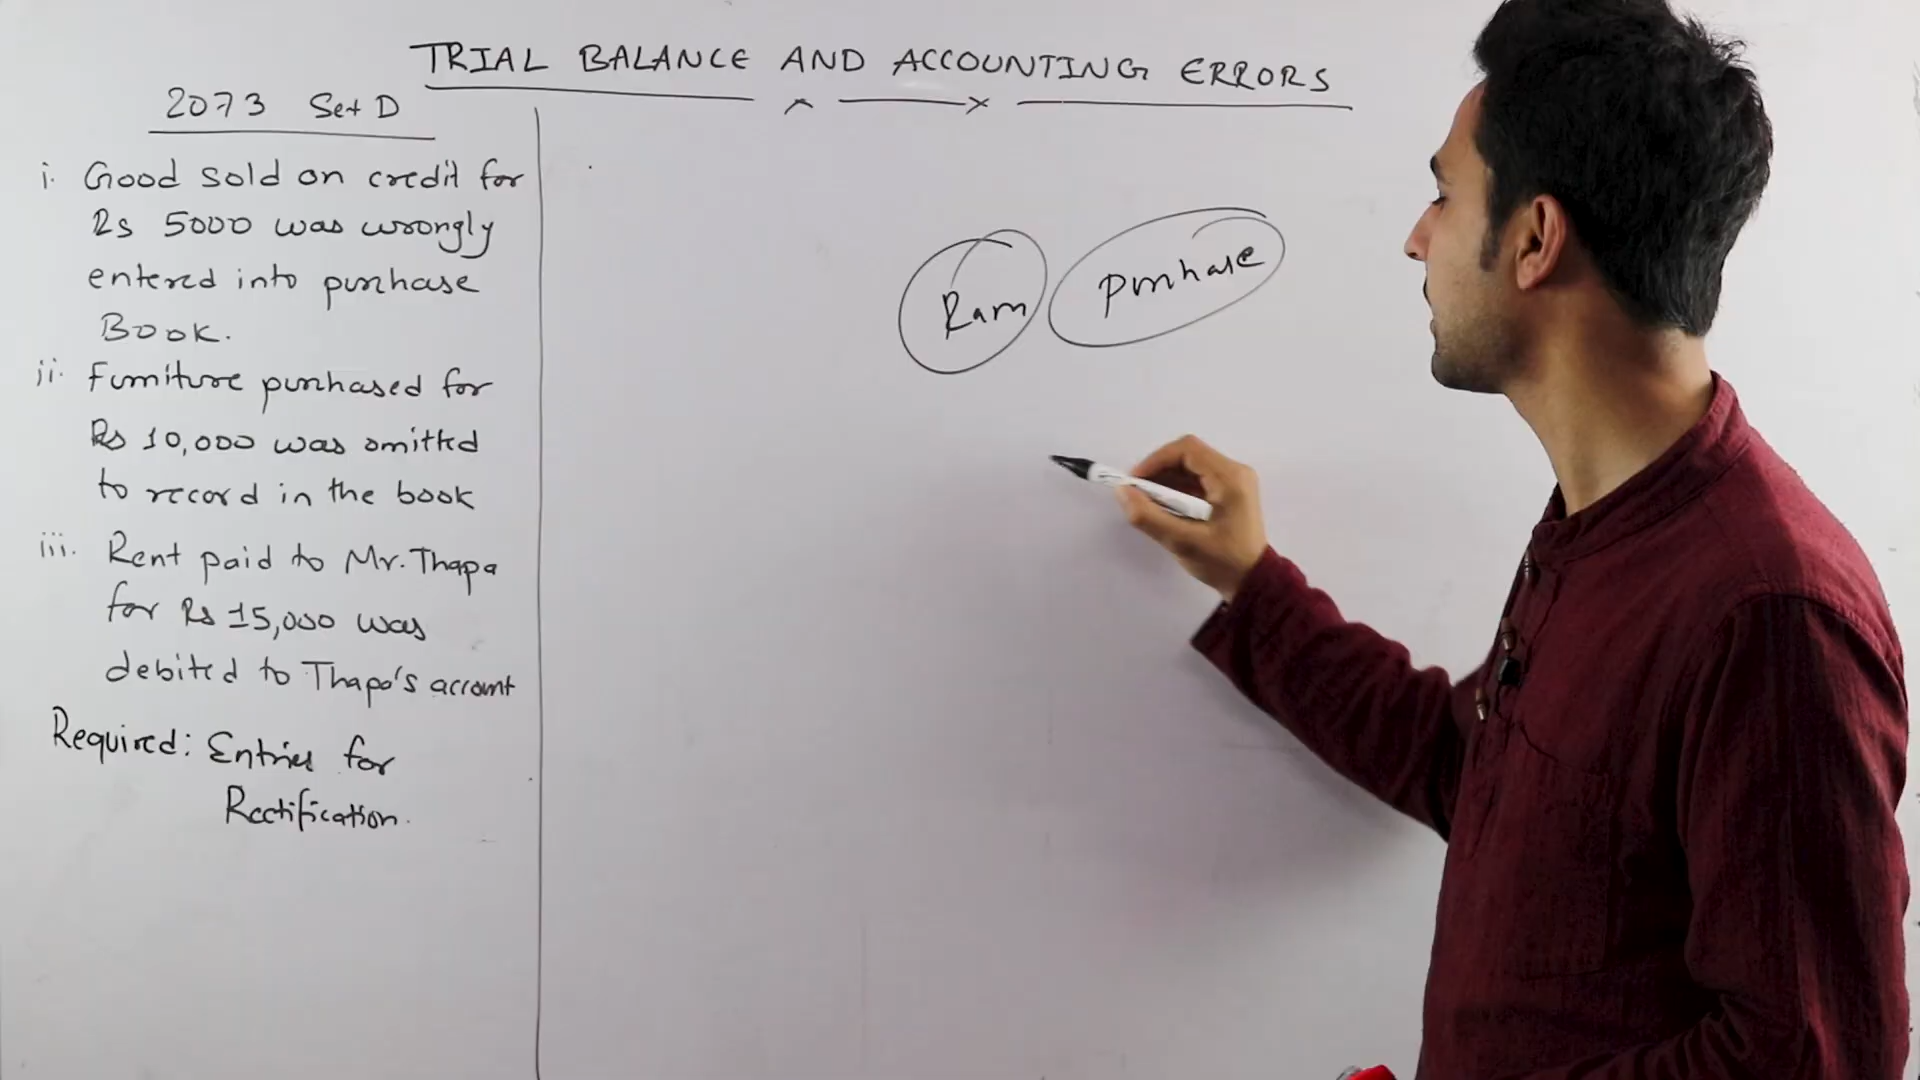 TRIAL BALANCE AND ACCOUNTING ERRORS
2073 Set D
i. Good sold on credit for
Rs 5000 was wrongly
entered into purchase
Book.
ii. Furniture purchased for
Rs 10,000 was omitted
to record in the book
iii. Rent paid to Mr. Thapa
for Rs 15,000 was
debited to Thapa's account
Required: Entries for
Rectification.
Ram purchase